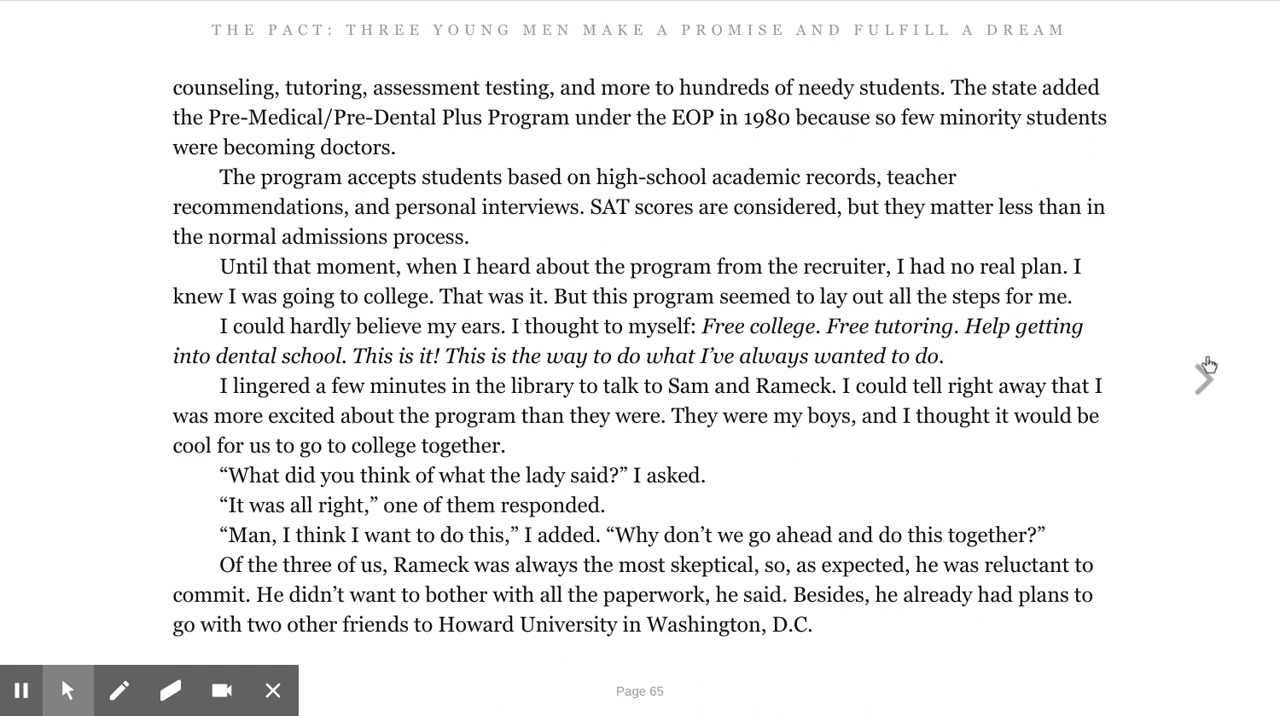 THE PACT: THREE YOUNG MEN MAKE A PROMISE AND FULFILL A DREAM
counseling, tutoring, assessment testing, and more to hundreds of needy students. The state added
the Pre-Medical/Pre-Dental Plus Program under the EOP in 1980 because so few minority students
were becoming doctors.
The program accepts students based on high-school academic records, teacher
recommendations, and personal interviews. SAT scores are considered, but they matter less than in
the normal admissions process.
Until that moment, when I heard about the program from the recruiter, I had no real plan. I
knew I was going to college. That was it. But this program seemed to lay out all the steps for me.
I could hardly believe my ears. I thought to myself: Free college. Free tutoring. Help getting
into dental school. This is it! This is the way to do what I’ve always wanted to do.
I lingered a few minutes in the library to talk to Sam and Rameck. I could tell right away that I
was more excited about the program than they were. They were my boys, and I thought it would be
cool for us to go to college together.
“What did you think of what the lady said?” I asked.
“It was all right,” one of them responded.
“Man, I think I want to do this,” I added. “Why don’t we go ahead and do this together?”
Of the three of us, Rameck was always the most skeptical, so, as expected, he was reluctant to
commit. He didn’t want to bother with all the paperwork, he said. Besides, he already had plans to
go with two other friends to Howard University in Washington, D.C.
Page 65